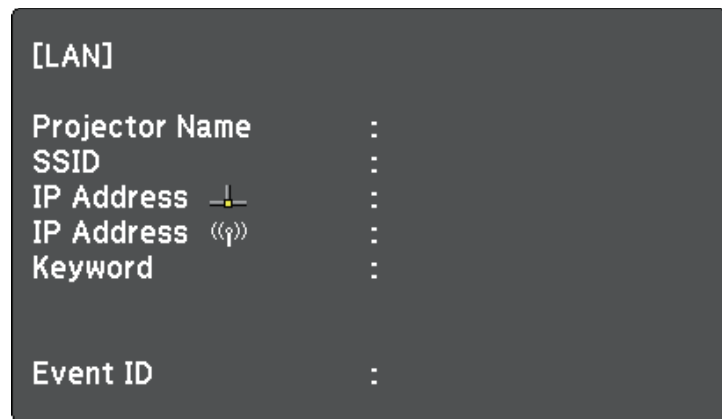 [LAN]
Projector Name :
SSID :
IP Address :
IP Address :
Keyword :
Event ID :